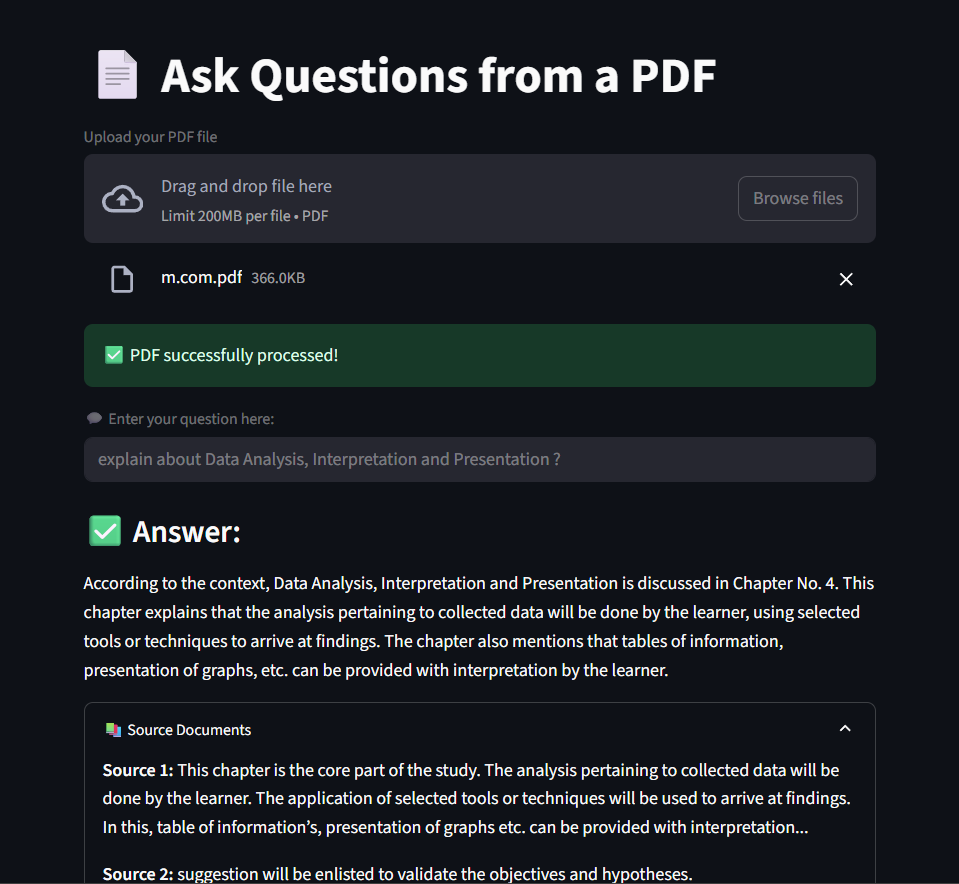 Ask Questions from a PDF
Upload your PDF file
Drag and drop file here
Limit 200MB per file • PDF
Browse files
m.com.pdf 366.0KB
✅ PDF successfully processed!
Enter your question here:
explain about Data Analysis, Interpretation and Presentation ?
✅ Answer:
According to the context, Data Analysis, Interpretation and Presentation is discussed in Chapter No. 4. This
chapter explains that the analysis pertaining to collected data will be done by the learner, using selected
tools or techniques to arrive at findings. The chapter also mentions that tables of information,
presentation of graphs, etc. can be provided with interpretation by the learner.
Source Documents
Source 1: This chapter is the core part of the study. The analysis pertaining to collected data will be
done by the learner. The application of selected tools or techniques will be used to arrive at findings.
In this, table of information’s, presentation of graphs etc. can be provided with interpretation...
Source 2: suggestion will be enlisted to validate the objectives and hypotheses.